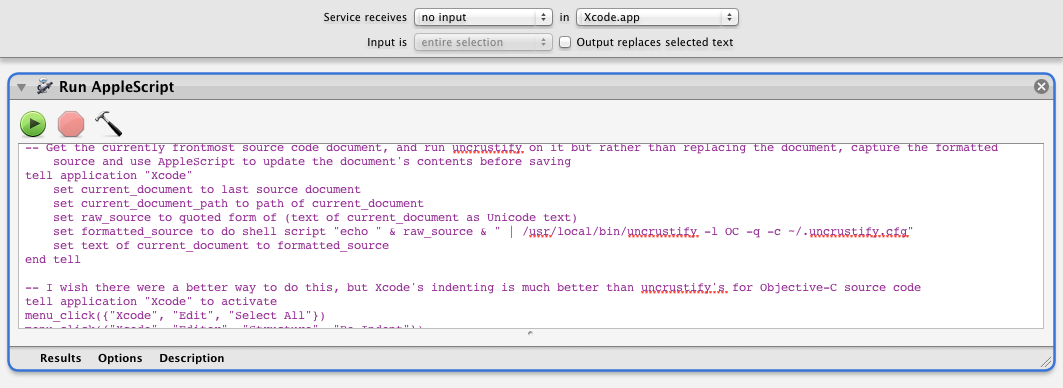 Service receives no input in Xcode.app
Input is entire selection Output replaces selected text
Run AppleScript
-- Get the currently frontmost source code document, and run uncrustify on it but rather than replacing the document, capture the formatted
source and use AppleScript to update the document's contents before saving
tell application "Xcode"
set current_document to last source document
set current_document_path to path of current_document
set raw_source to quoted form of (text of current_document as Unicode text)
set formatted_source to do shell script "echo " & raw_source & " | /usr/local/bin/uncrustify -l OC -q -c ~/.uncrustify.cfg"
set text of current_document to formatted_source
end tell
-- I wish there were a better way to do this, but Xcode's indenting is much better than uncrustify's for Objective-C source code
tell application "Xcode" to activate
menu_click({"Xcode", "Edit", "Select All"})
menu_click({"Xcode", "Editor", "Structure", "Re-Indent"})
Results Options Description